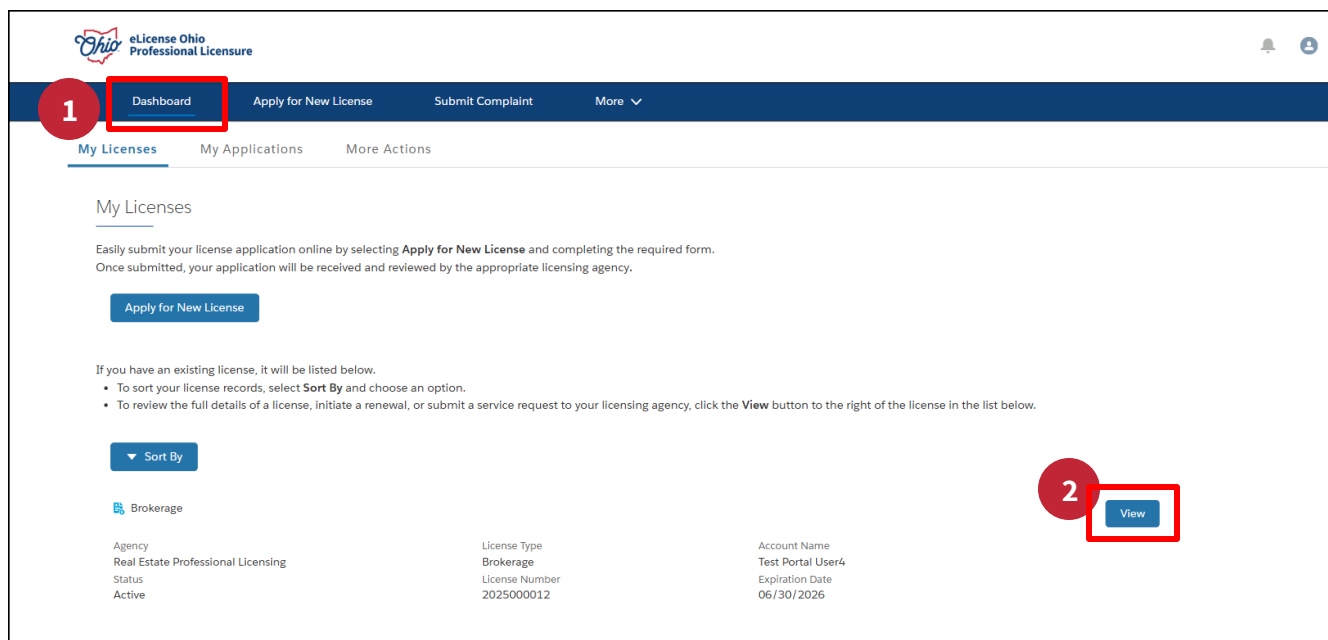 Ohio
eLicense Ohio
Professional Licensure
1
Dashboard
Apply for New License
Submit Complaint
More
My Licenses
My Applications
More Actions
My Licenses
Easily submit your license application online by selecting Apply for New License and completing the required form.
Once submitted, your application will be received and reviewed by the appropriate licensing agency.
Apply for New License
If you have an existing license, it will be listed below.
• To sort your license records, select Sort By and choose an option.
• To review the full details of a license, initiate a renewal, or submit a service request to your licensing agency, click the View button to the right of the license in the list below.
Sort By
Brokerage
2
View
Agency
License Type
Account Name
Real Estate Professional Licensing
Brokerage
Test Portal User4
Status
License Number
Expiration Date
Active
2025000012
06/30/2026